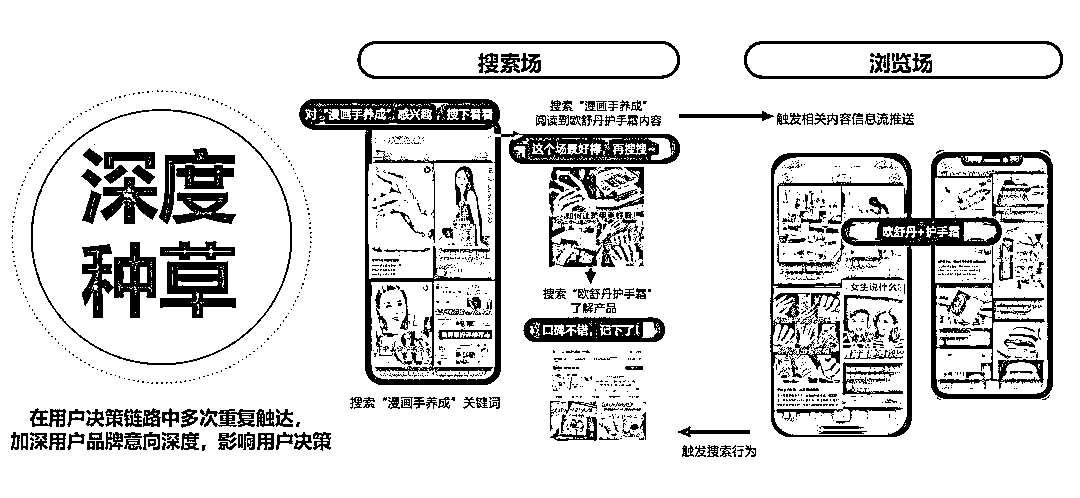 深度
种草
在用户决策链路中多次重复触达，
加深用户品牌意向深度，影响用户决策
搜索场
对“漫画手养成”感兴趣，搜下看看
搜索“漫画手养成”关键词
搜索“漫画手养成”
阅读到欧舒丹护手霜内容
这个场景好棒，再搜搜~
如何让
搜索“欧舒丹护手霜”
了解产品
口碑不错，记下了！
浏览场
触发相关内容信息流推送
欧舒丹+护手霜
女生说什么
触发搜索行为